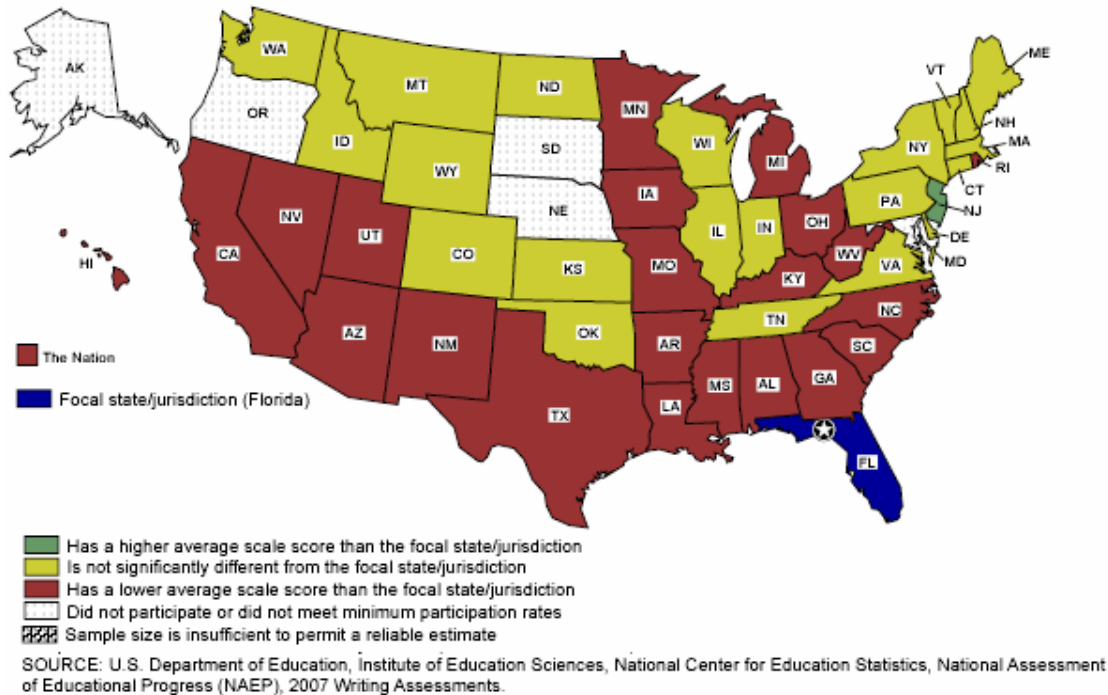 AK
WA
OR
MT
ID
WY
ND
SD
NE
MN
WI
MI
IA
NY
VT
ME
NH
MA
RI
CT
NJ
PA
DE
MD
CA
NV
UT
CO
KS
MO
IL
IN
OH
WV
VA
KY
HI
AZ
NM
OK
AR
TN
NC
SC
TX
LA
MS
AL
GA
FL
The Nation
Focal state/jurisdiction (Florida)
Has a higher average scale score than the focal state/jurisdiction
Is not significantly different from the focal state/jurisdiction
Has a lower average scale score than the focal state/jurisdiction
Did not participate or did not meet minimum participation rates
Sample size is insufficient to permit a reliable estimate
SOURCE: U.S. Department of Education, Institute of Education Sciences, National Center for Education Statistics, National Assessment
of Educational Progress (NAEP), 2007 Writing Assessments.